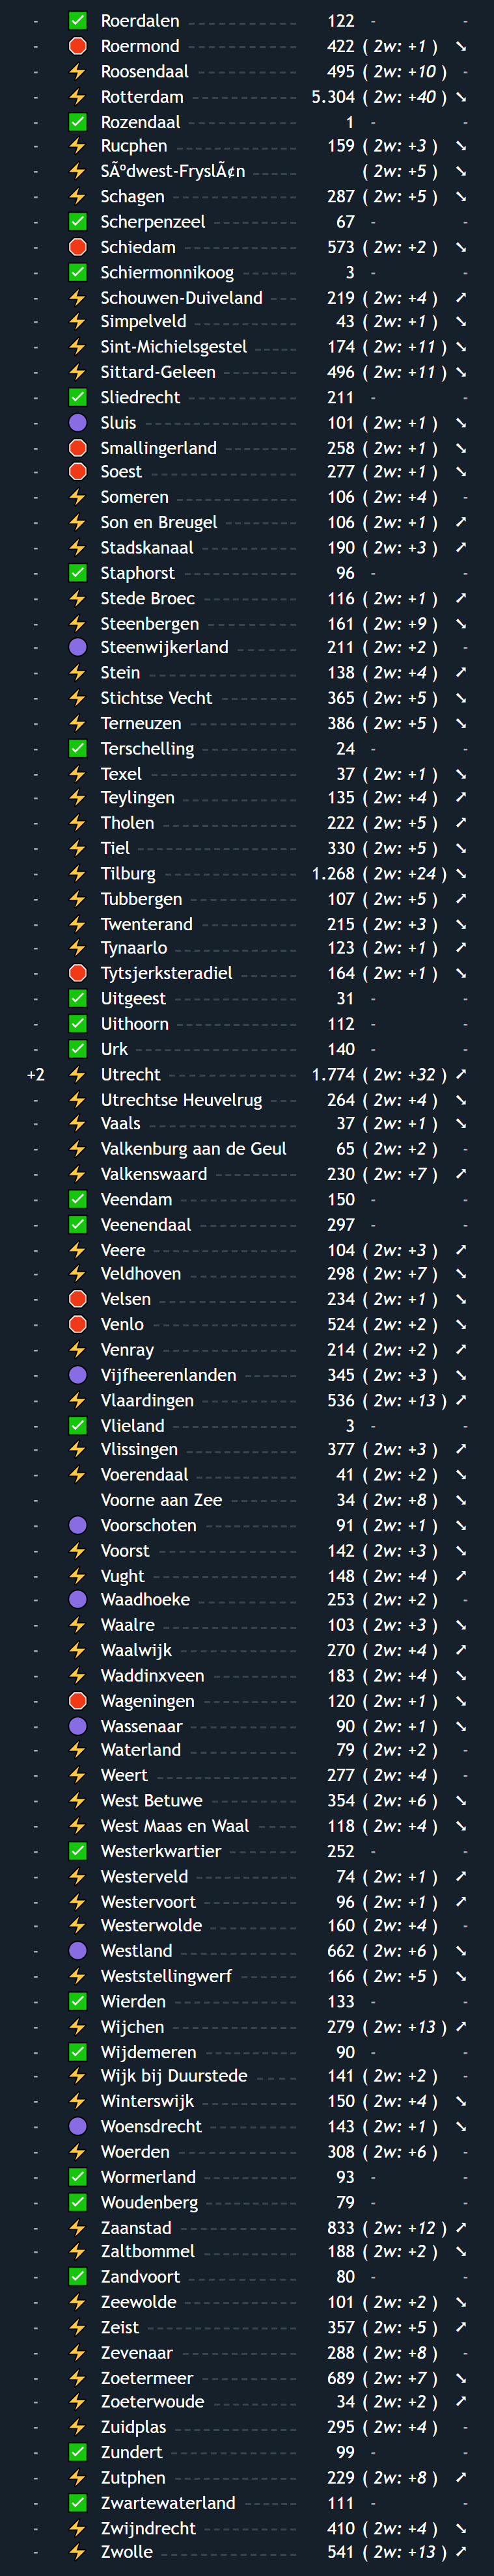 - ✅ Roerdalen 122 - -
- 🛑 Roermond 422 ( 2w: +1 ) ➘
- ⚡ Roosendaal 495 ( 2w: +10 ) -
- ⚡ Rotterdam 5.304 ( 2w: +40 ) ➘
- ✅ Rozendaal 1 - -
- ⚡ Rucphen 159 ( 2w: +3 ) ➘
- ⚡ SÃºdwest-FryslÃ¢n ( 2w: +5 ) ➘
- ⚡ Schagen 287 ( 2w: +5 ) ➘
- ✅ Scherpenzeel 67 - -
- 🛑 Schiedam 573 ( 2w: +2 ) ➘
- ✅ Schiermonnikoog 3 - -
- ⚡ Schouwen-Duiveland 219 ( 2w: +4 ) ➚
- ⚡ Simpelveld 43 ( 2w: +1 ) ➘
- ⚡ Sint-Michielsgestel 174 ( 2w: +11 ) ➘
- ⚡ Sittard-Geleen 496 ( 2w: +11 ) ➘
- ✅ Sliedrecht 211 - -
- 🟣 Sluis 101 ( 2w: +1 ) ➘
- 🛑 Smallingerland 258 ( 2w: +1 ) ➘
- 🛑 Soest 277 ( 2w: +1 ) ➘
- ⚡ Someren 106 ( 2w: +4 ) -
- ⚡ Son en Breugel 106 ( 2w: +1 ) ➚
- ⚡ Stadskanaal 190 ( 2w: +3 ) ➚
- ✅ Staphorst 96 - -
- ⚡ Stede Broec 116 ( 2w: +1 ) ➚
- ⚡ Steenbergen 161 ( 2w: +9 ) ➘
- 🟣 Steenwijkerland 211 ( 2w: +2 ) -
- ⚡ Stein 138 ( 2w: +4 ) ➚
- ⚡ Stichtse Vecht 365 ( 2w: +5 ) ➘
- ⚡ Terneuzen 386 ( 2w: +5 ) ➘
- ✅ Terschelling 24 - -
- ⚡ Texel 37 ( 2w: +1 ) ➘
- ⚡ Teylingen 135 ( 2w: +4 ) ➚
- ⚡ Tholen 222 ( 2w: +5 ) ➚
- ⚡ Tiel 330 ( 2w: +5 ) ➘
- ⚡ Tilburg 1.268 ( 2w: +24 ) ➘
- ⚡ Tubbergen 107 ( 2w: +5 ) ➚
- ⚡ Twenterand 215 ( 2w: +3 ) ➘
- ⚡ Tynaarlo 123 ( 2w: +1 ) ➚
- 🛑 Tytsjerksteradiel 164 ( 2w: +1 ) ➘
- ✅ Uitgeest 31 - -
- ✅ Uithoorn 112 - -
- ✅ Urk 140 - -
+2 ⚡ Utrecht 1.774 ( 2w: +32 ) ➚
- ⚡ Utrechtse Heuvelrug 264 ( 2w: +4 ) ➘
- ⚡ Vaals 37 ( 2w: +1 ) ➘
- ⚡ Valkenburg aan de Geul 65 ( 2w: +2 ) -
- ⚡ Valkenswaard 230 ( 2w: +7 ) ➚
- ✅ Veendam 150 - -
- ✅ Veenendaal 297 - -
- ⚡ Veere 104 ( 2w: +3 ) ➚
- ⚡ Veldhoven 298 ( 2w: +7 ) ➘
- 🛑 Velsen 234 ( 2w: +1 ) ➘
- 🛑 Venlo 524 ( 2w: +2 ) ➘
- ⚡ Venray 214 ( 2w: +2 ) ➚
- 🟣 Vijfheerenlanden 345 ( 2w: +3 ) ➘
- ⚡ Vlaardingen 536 ( 2w: +13 ) ➚
- ✅ Vlieland 3 - -
- ⚡ Vlissingen 377 ( 2w: +3 ) ➚
- ⚡ Voerendaal 41 ( 2w: +2 ) ➘
- Voorne aan Zee 34 ( 2w: +8 ) ➘
- 🟣 Voorschoten 91 ( 2w: +1 ) ➘
- ⚡ Voorst 142 ( 2w: +3 ) ➘
- ⚡ Vught 148 ( 2w: +4 ) ➚
- 🟣 Waadhoeke 253 ( 2w: +2 ) -
- ⚡ Waalre 103 ( 2w: +3 ) ➘
- ⚡ Waalwijk 270 ( 2w: +4 ) ➚
- ⚡ Waddinxveen 183 ( 2w: +4 ) ➘
- 🛑 Wageningen 120 ( 2w: +1 ) ➘
- 🟣 Wassenaar 90 ( 2w: +1 ) ➘
- ⚡ Waterland 79 ( 2w: +2 ) -
- ⚡ Weert 277 ( 2w: +4 ) -
- ⚡ West Betuwe 354 ( 2w: +6 ) ➘
- ⚡ West Maas en Waal 118 ( 2w: +4 ) ➘
- ✅ Westerkwartier 252 - -
- ⚡ Westerveld 74 ( 2w: +1 ) ➚
- ⚡ Westervoort 96 ( 2w: +1 ) ➚
- ⚡ Westerwolde 160 ( 2w: +4 ) -
- 🟣 Westland 662 ( 2w: +6 ) ➘
- ⚡ Weststellingwerf 166 ( 2w: +5 ) ➘
- ✅ Wierden 133 - -
- ⚡ Wijchen 279 ( 2w: +13 ) ➚
- ✅ Wijdemeren 90 - -
- ⚡ Wijk bij Duurstede 141 ( 2w: +2 ) -
- ⚡ Winterswijk 150 ( 2w: +4 ) ➘
- 🟣 Woensdrecht 143 ( 2w: +1 ) ➘
- ⚡ Woerden 308 ( 2w: +6 ) -
- ✅ Wormerland 93 - -
- ✅ Woudenberg 79 - -
- ⚡ Zaanstad 833 ( 2w: +12 ) ➚
- ⚡ Zaltbommel 188 ( 2w: +2 ) ➘
- ✅ Zandvoort 80 - -
- ⚡ Zeewolde 101 ( 2w: +2 ) ➘
- ⚡ Zeist 357 ( 2w: +5 ) ➚
- ⚡ Zevenaar 288 ( 2w: +8 ) -
- ⚡ Zoetermeer 689 ( 2w: +7 ) ➘
- ⚡ Zoeterwoude 34 ( 2w: +2 ) ➚
- ⚡ Zuidplas 295 ( 2w: +4 ) -
- ✅ Zundert 99 - -
- ⚡ Zutphen 229 ( 2w: +8 ) ➚
- ✅ Zwartewaterland 111 - -
- ⚡ Zwijndrecht 410 ( 2w: +4 ) ➘
- ⚡ Zwolle 541 ( 2w: +13 ) ➚